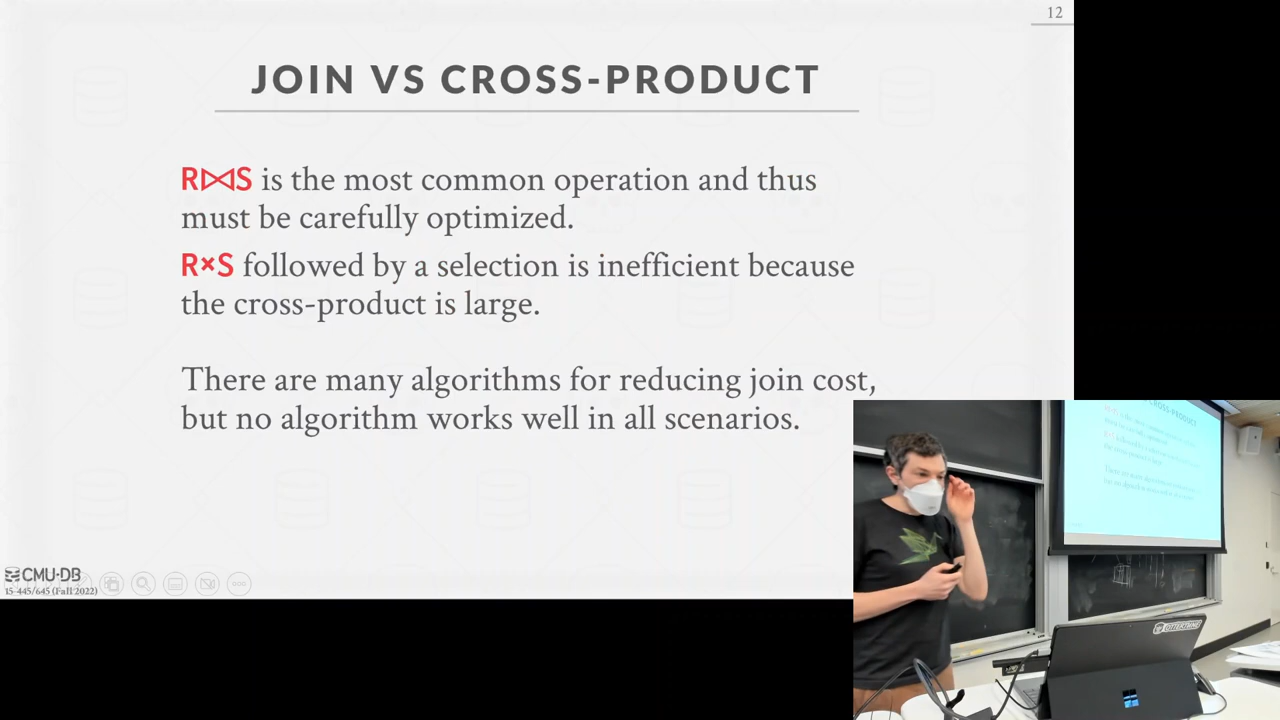 12
JOIN VS CROSS-PRODUCT
R⋈S is the most common operation and thus
must be carefully optimized.
R×S followed by a selection is inefficient because
the cross-product is large.
There are many algorithms for reducing join cost,
but no algorithm works well in all scenarios.
CMU·DB
15-445/645 (Fall 2022)